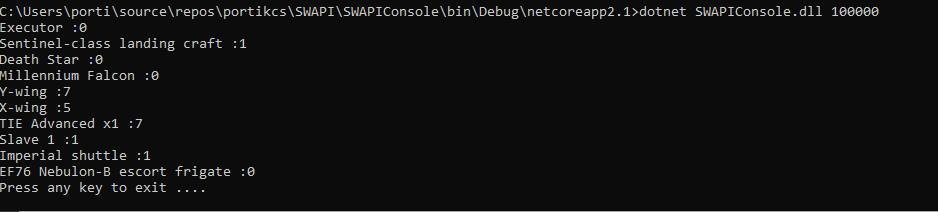 C:\Users\porti\source\repos\portikcs\SWAPI\SWAPIConsole\bin\Debug\netcoreapp2.1>dotnet SWAPIConsole.dll 100000
Executor :0
Sentinel-class landing craft :1
Death Star :0
Millennium Falcon :0
Y-wing :7
X-wing :5
TIE Advanced x1 :7
Slave 1 :1
Imperial shuttle :1
EF76 Nebulon-B escort frigate :0
Press any key to exit ....